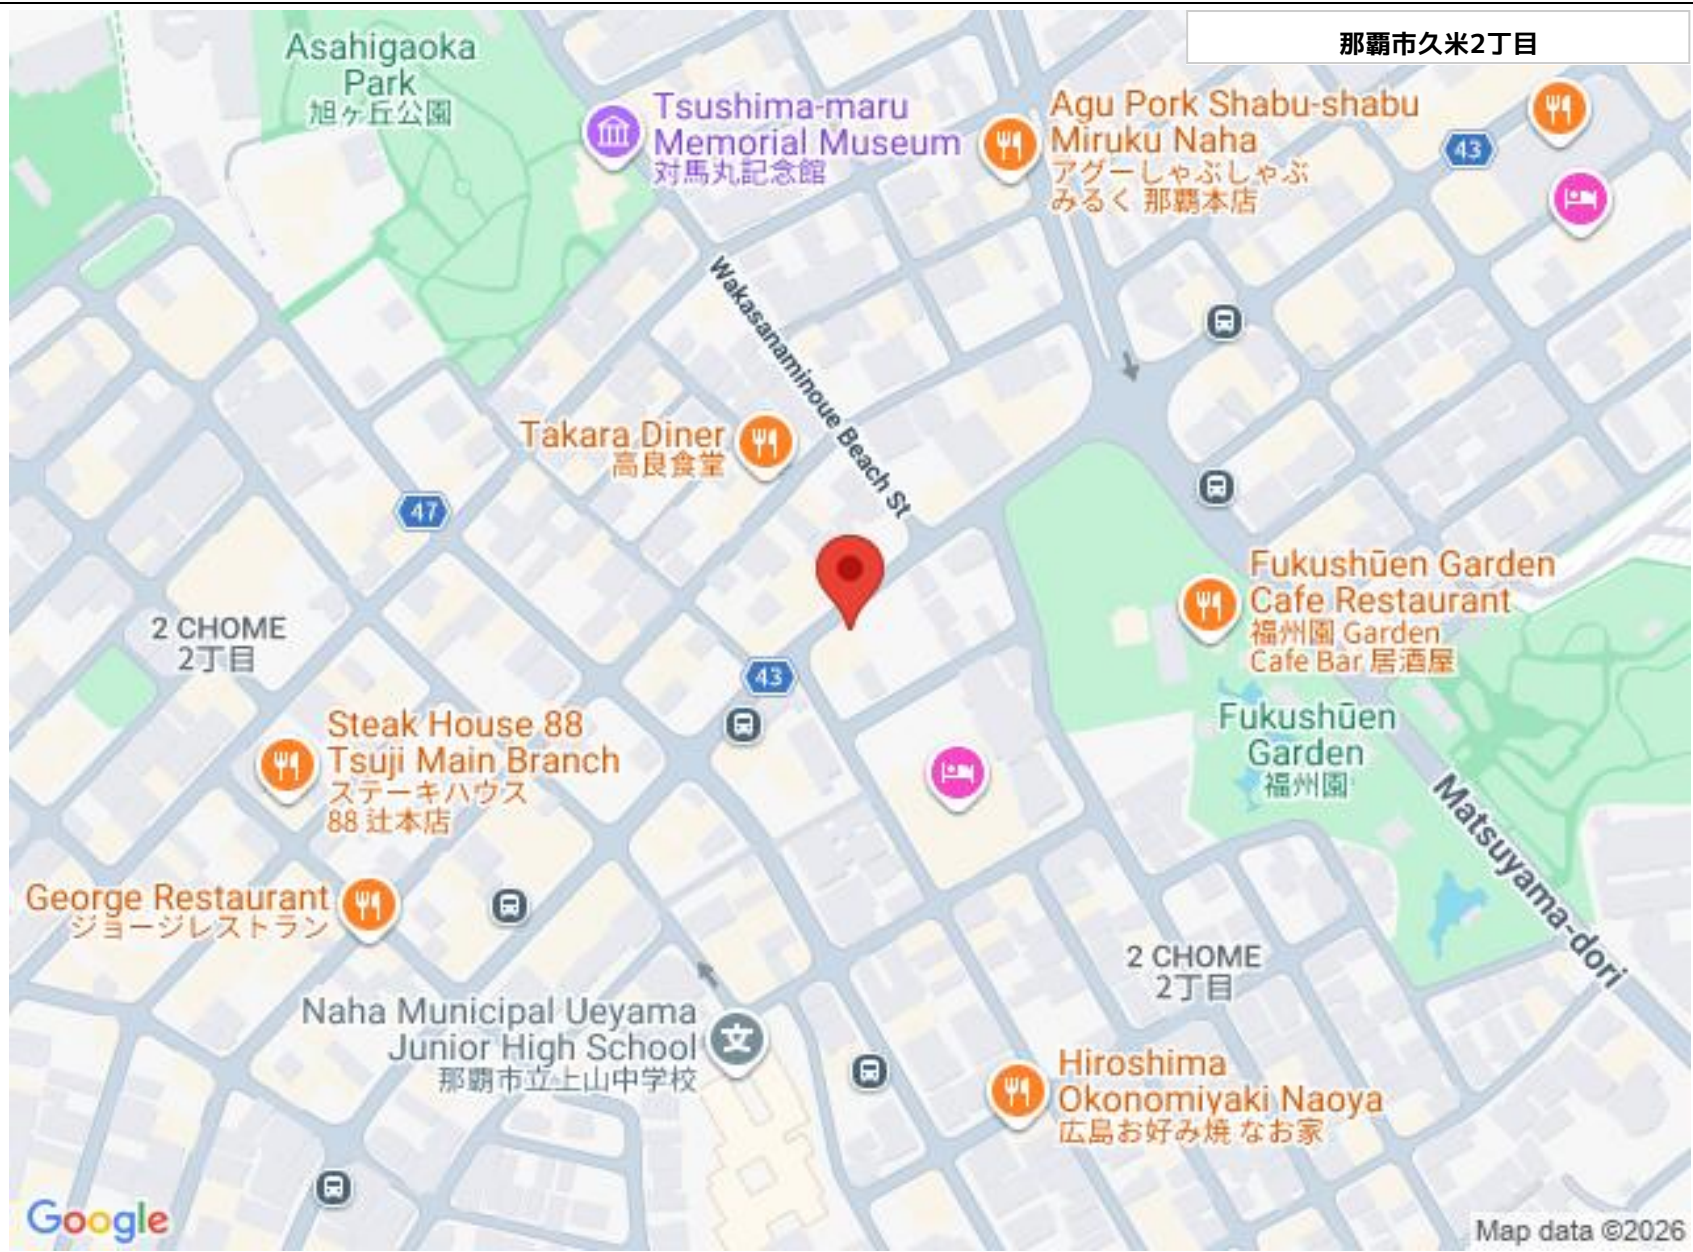 那覇市久米2丁目
Asahigaoka
Park
旭ヶ丘公園
Tsushima-maru
Memorial Museum
対馬丸記念館
Agu Pork Shabu-shabu
Miruku Naha
アグーしゃぶしゃぶ
みるく 那覇本店
43
Wakasanaminoue Beach St
Takara Diner
高良食堂
47
Fukushūen Garden
Cafe Restaurant
福州園 Garden
Cafe Bar 居酒屋
2 CHOME
2丁目
43
Steak House 88
Tsuji Main Branch
ステーキハウス
88 辻本店
Fukushūen
Garden
福州園
Matsuyama-dori
George Restaurant
ジョージレストラン
2 CHOME
2丁目
Naha Municipal Ueyama
Junior High School
那覇市立上山中学校
文
Hiroshima
Okonomiyaki Naoya
広島お好み焼 なお家
Google
Map data ©2026